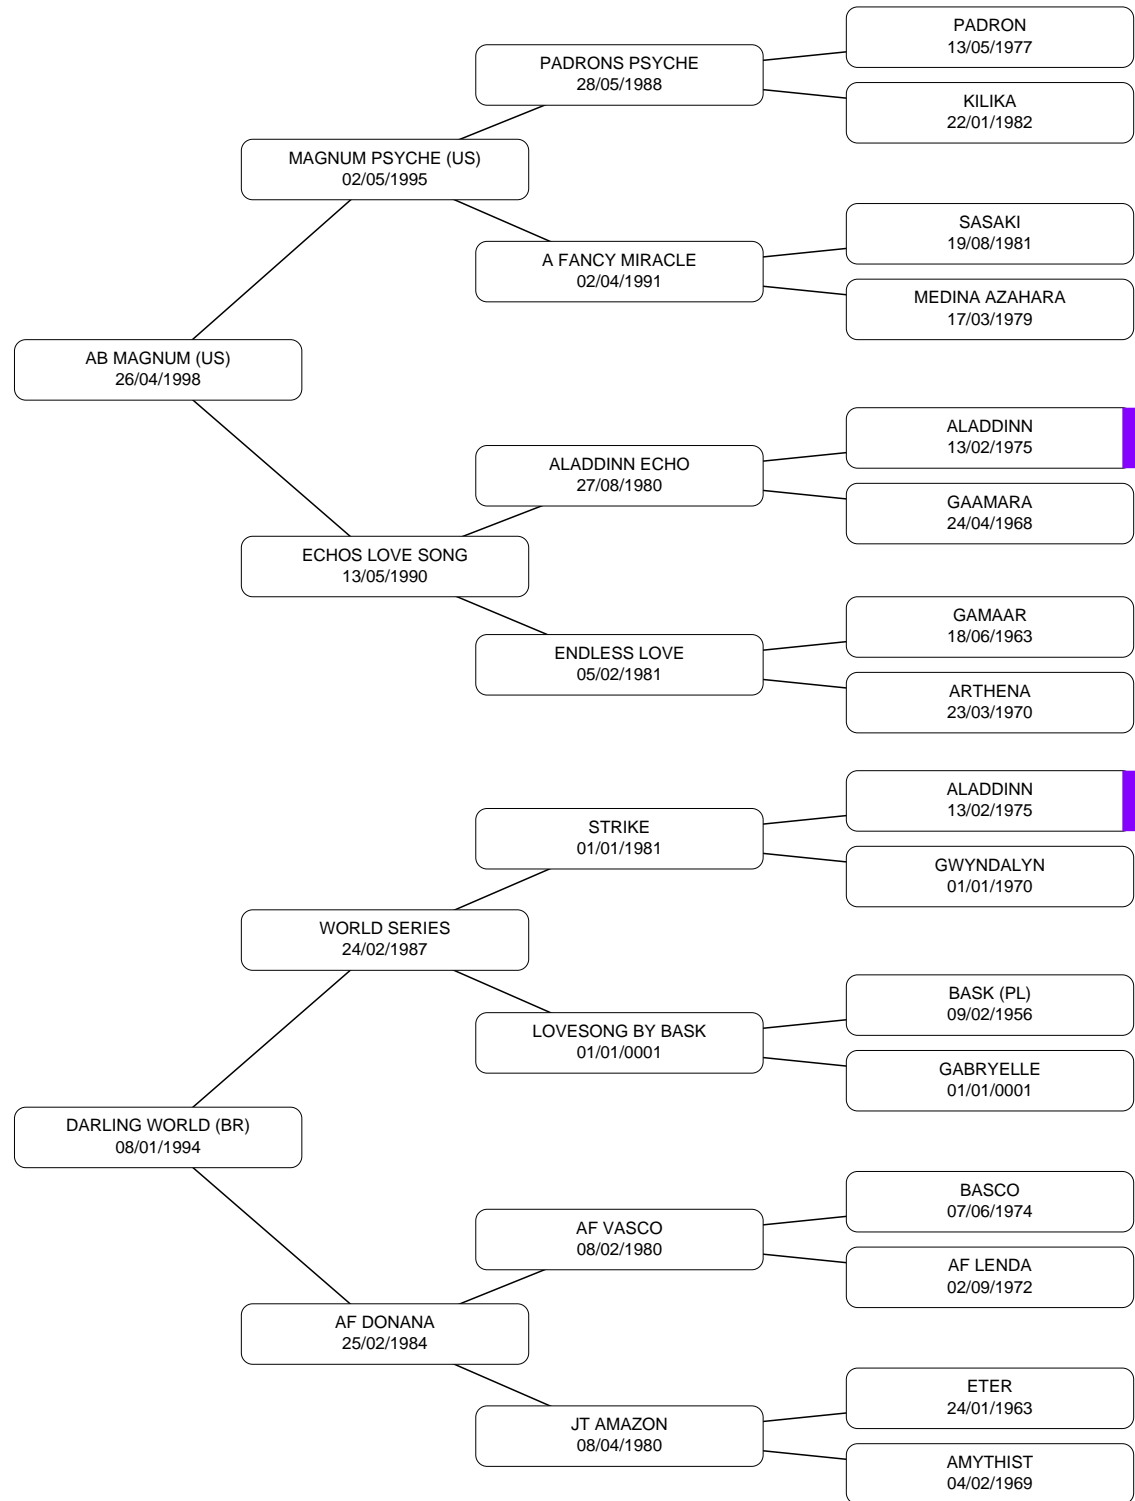 PADRON
13/05/1977
PADRONS PSYCHE
28/05/1988
KILIKA
22/01/1982
MAGNUM PSYCHE (US)
02/05/1995
SASAKI
19/08/1981
A FANCY MIRACLE
02/04/1991
MEDINA AZAHARA
17/03/1979
AB MAGNUM (US)
26/04/1998
ALADDINN
13/02/1975
ALADDINN ECHO
27/08/1980
GAAMARA
24/04/1968
ECHOS LOVE SONG
13/05/1990
GAMAAR
18/06/1963
ENDLESS LOVE
05/02/1981
ARTHENA
23/03/1970
ALADDINN
13/02/1975
STRIKE
01/01/1981
GWYNDALYN
01/01/1970
WORLD SERIES
24/02/1987
BASK (PL)
09/02/1956
LOVESONG BY BASK
01/01/0001
GABRYELLE
01/01/0001
DARLING WORLD (BR)
08/01/1994
BASCO
07/06/1974
AF VASCO
08/02/1980
AF LENDA
02/09/1972
AF DONANA
25/02/1984
ETER
24/01/1963
JT AMAZON
08/04/1980
AMYTHIST
04/02/1969